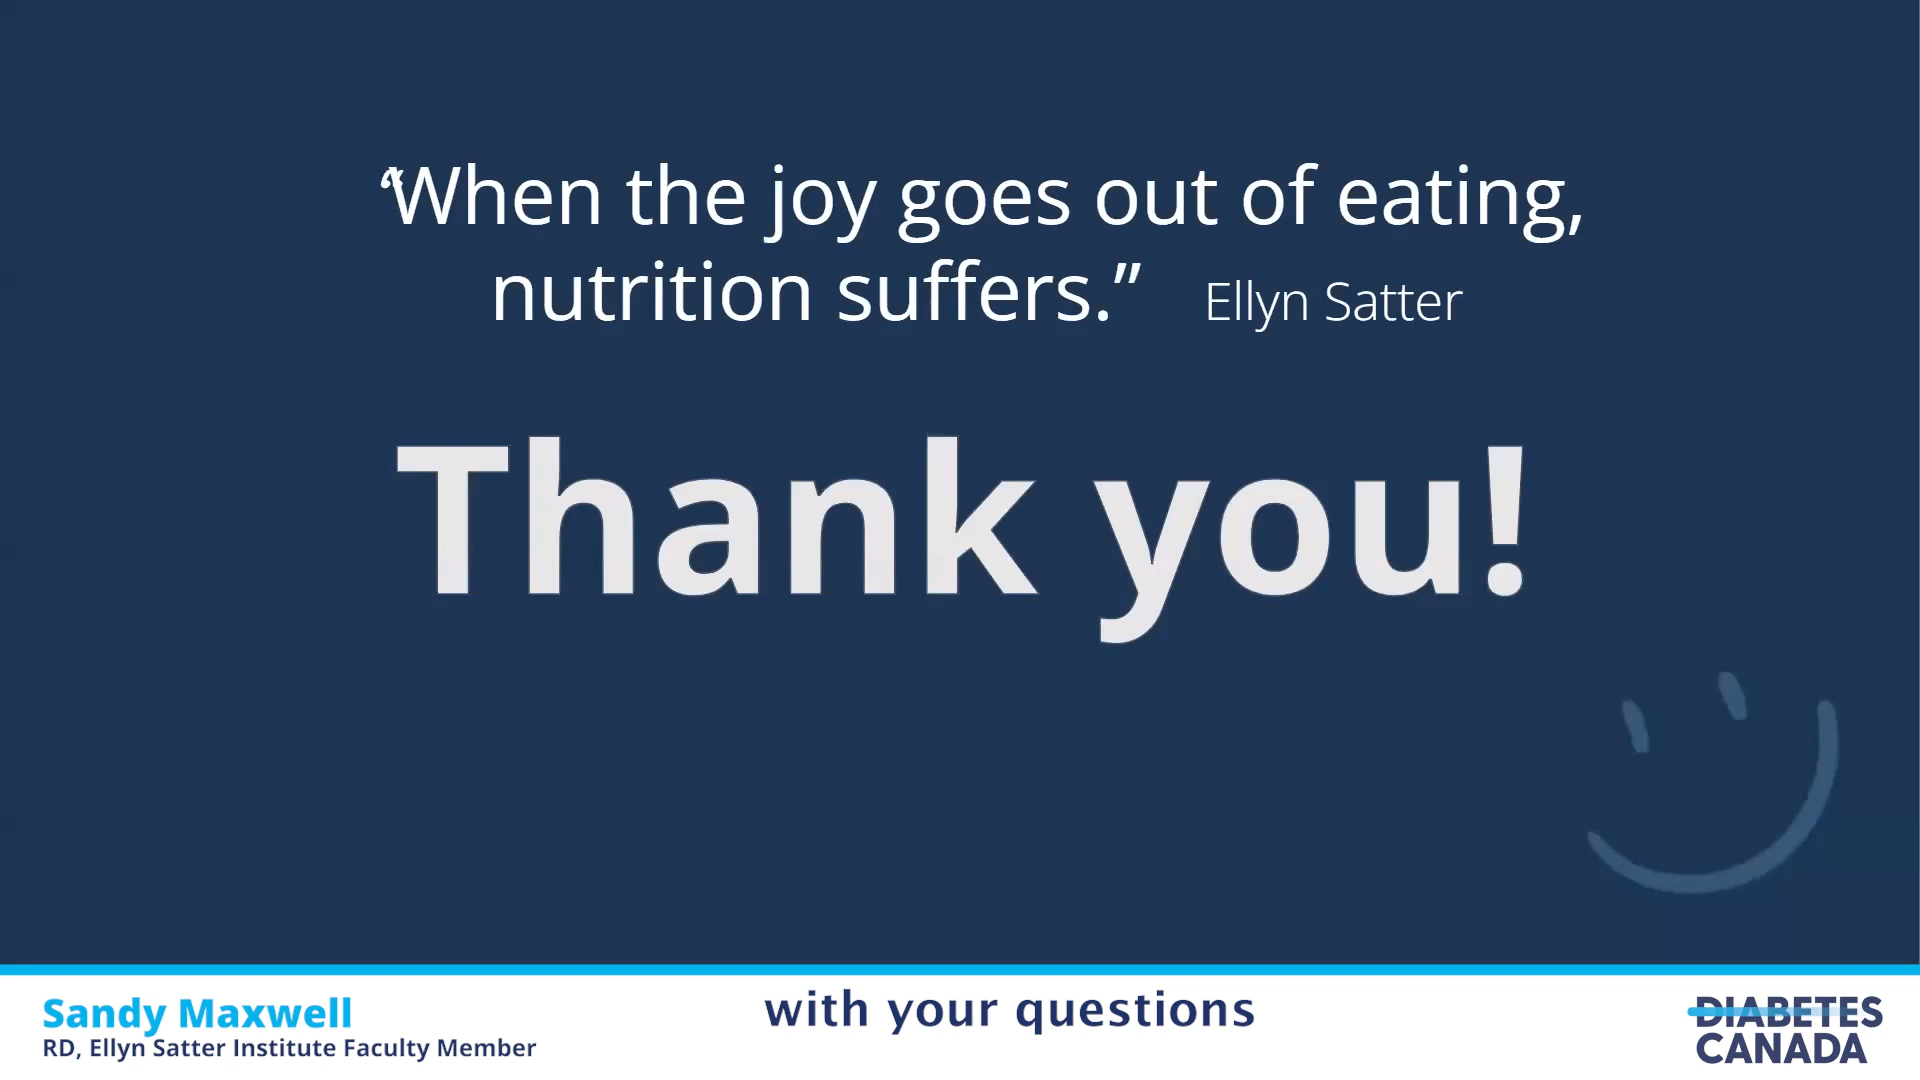 “When the joy goes out of eating,
nutrition suffers.” Ellyn Satter
Thank you!
Sandy Maxwell
RD, Ellyn Satter Institute Faculty Member
with your questions
DIABETES
CANADA